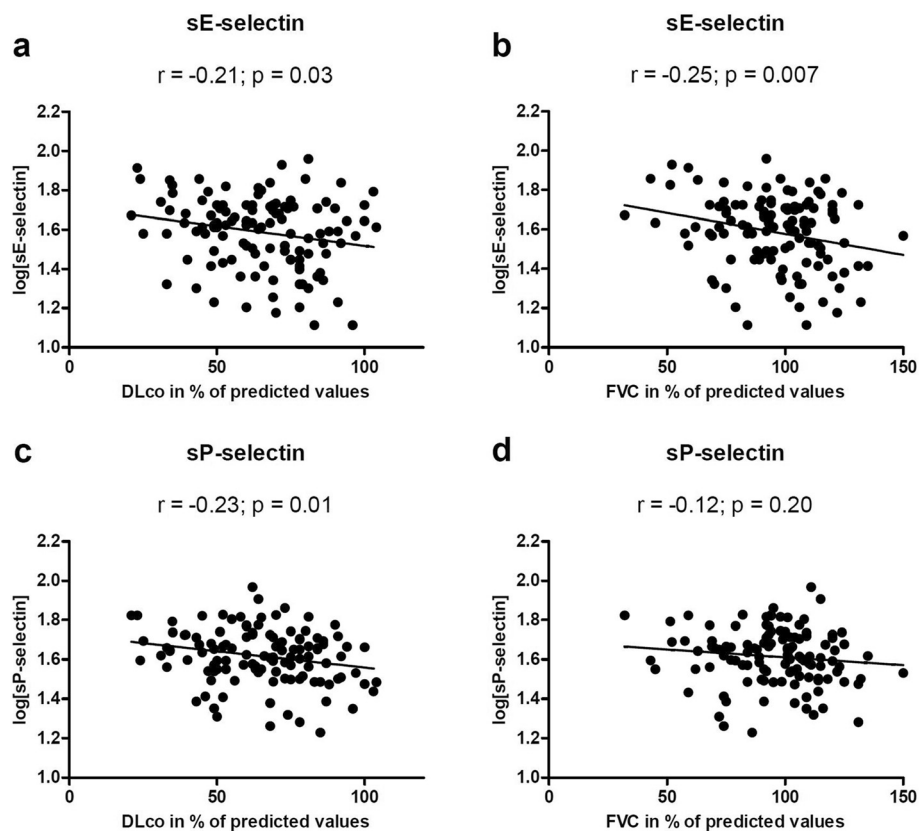 a
sE-selectin
r = -0.21; p = 0.03
2.2
2.0
1.8
1.6
1.4
1.2
1.0
log[sE-selectin]
0 50 100
DLco in % of predicted values
b
sE-selectin
r = -0.25; p = 0.007
2.2
2.0
1.8
1.6
1.4
1.2
1.0
log[sE-selectin]
0 50 100 150
FVC in % of predicted values
c
sP-selectin
r = -0.23; p = 0.01
2.2
2.0
1.8
1.6
1.4
1.2
1.0
log[sP-selectin]
0 50 100
DLco in % of predicted values
d
sP-selectin
r = -0.12; p = 0.20
2.2
2.0
1.8
1.6
1.4
1.2
1.0
log[sP-selectin]
0 50 100 150
FVC in % of predicted values